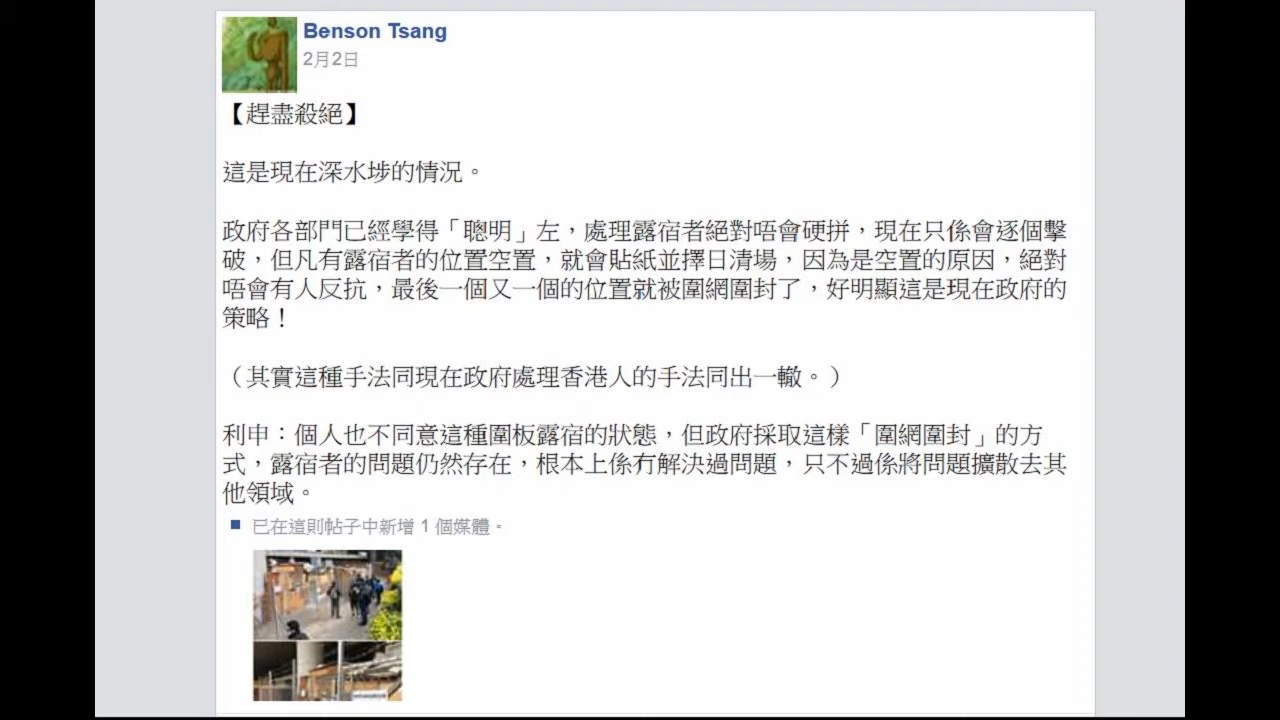 Benson Tsang
2月2日
【趕盡殺絕】
這是現在深水埗的情況。
政府各部門已經學得「聰明」左，處理露宿者絕對唔會硬拼，現在只係會逐個擊
破，但凡有露宿者的位置空置，就會貼紙並擇日清場，因為是空置的原因，絕對
唔會有人反抗，最後一個又一個的位置就被圍網圍封了，好明顯這是現在政府的
策略！
（其實這種手法同現在政府處理香港人的手法同出一轍。）
利申：個人也不同意這種圍板露宿的狀態，但政府採取這樣「圍網圍封」的方
式，露宿者的問題仍然存在，根本上係冇解決過問題，只不過係將問題擴散去其
他領域。
已在這則帖子中新增 1 個媒體。